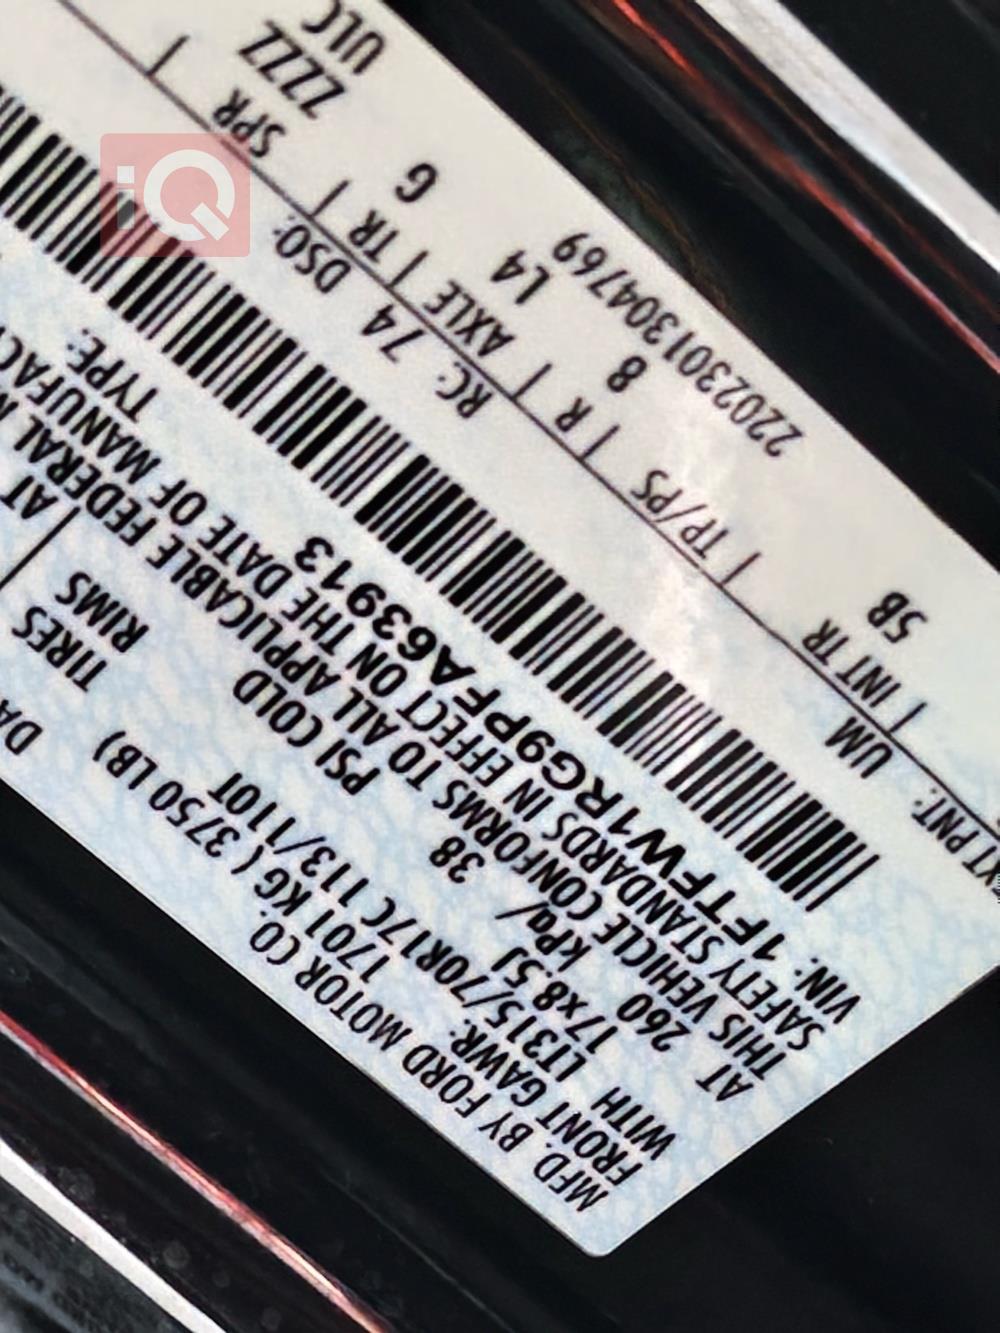 MFD. BY FORD MOTOR CO.
FRONT GAWR: 1701 KG ( 3750 LB)
WITH LT315/70R17C 113/110T TIRES
17x8.5J RIMS
AT 260 kPa/ 38 PSI COLD AT
THIS VEHICLE CONFORMS TO ALL APPLICABLE FEDERAL
SAFETY STANDARDS IN EFFECT ON THE DATE OF MANUFAC
VIN: 1FTFW1RG9PFA63913 TYPE:
EXT PNT: UM RC: 74 DSO:
INT TR TP/PS R AXLE TR SPR
5B 8 L4 G ZZZZ
2202301304769 ULC
iQ